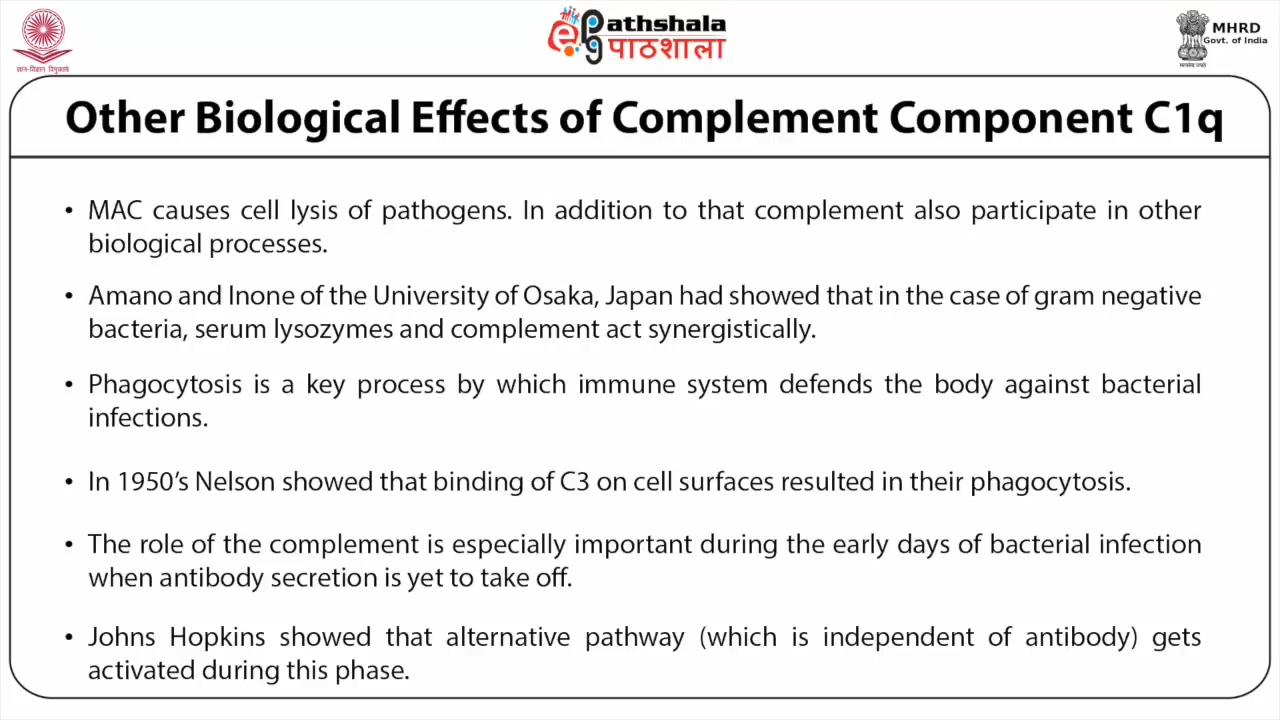 ज्ञान-विज्ञान विमुक्तये
ePg Pathshala
पाठशाला
MHRD
Govt. of India
सत्यमेव जयते
Other Biological Effects of Complement Component C1q
• MAC causes cell lysis of pathogens. In addition to that complement also participate in other
biological processes.
• Amano and Inone of the University of Osaka, Japan had showed that in the case of gram negative
bacteria, serum lysozymes and complement act synergistically.
• Phagocytosis is a key process by which immune system defends the body against bacterial
infections.
• In 1950’s Nelson showed that binding of C3 on cell surfaces resulted in their phagocytosis.
• The role of the complement is especially important during the early days of bacterial infection
when antibody secretion is yet to take off.
• Johns Hopkins showed that alternative pathway (which is independent of antibody) gets
activated during this phase.